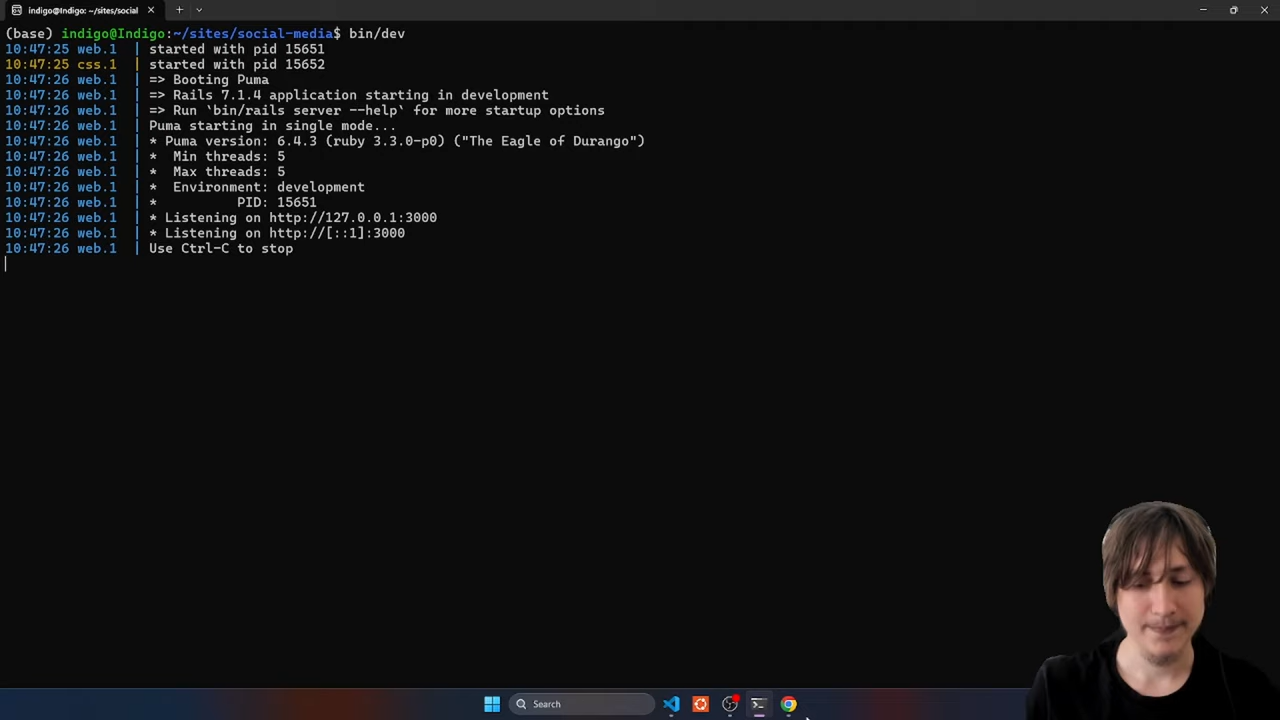 indigo@Indigo: ~/sites/social
(base) indigo@Indigo:~/sites/social-media$ bin/dev
10:47:25 web.1  | started with pid 15651
10:47:25 css.1  | started with pid 15652
10:47:26 web.1  | => Booting Puma
10:47:26 web.1  | => Rails 7.1.4 application starting in development
10:47:26 web.1  | => Run `bin/rails server --help` for more startup options
10:47:26 web.1  | Puma starting in single mode...
10:47:26 web.1  | * Puma version: 6.4.3 (ruby 3.3.0-p0) ("The Eagle of Durango")
10:47:26 web.1  | *  Min threads: 5
10:47:26 web.1  | *  Max threads: 5
10:47:26 web.1  | *  Environment: development
10:47:26 web.1  | *          PID: 15651
10:47:26 web.1  | * Listening on http://127.0.0.1:3000
10:47:26 web.1  | * Listening on http://[::1]:3000
10:47:26 web.1  | Use Ctrl-C to stop
Search